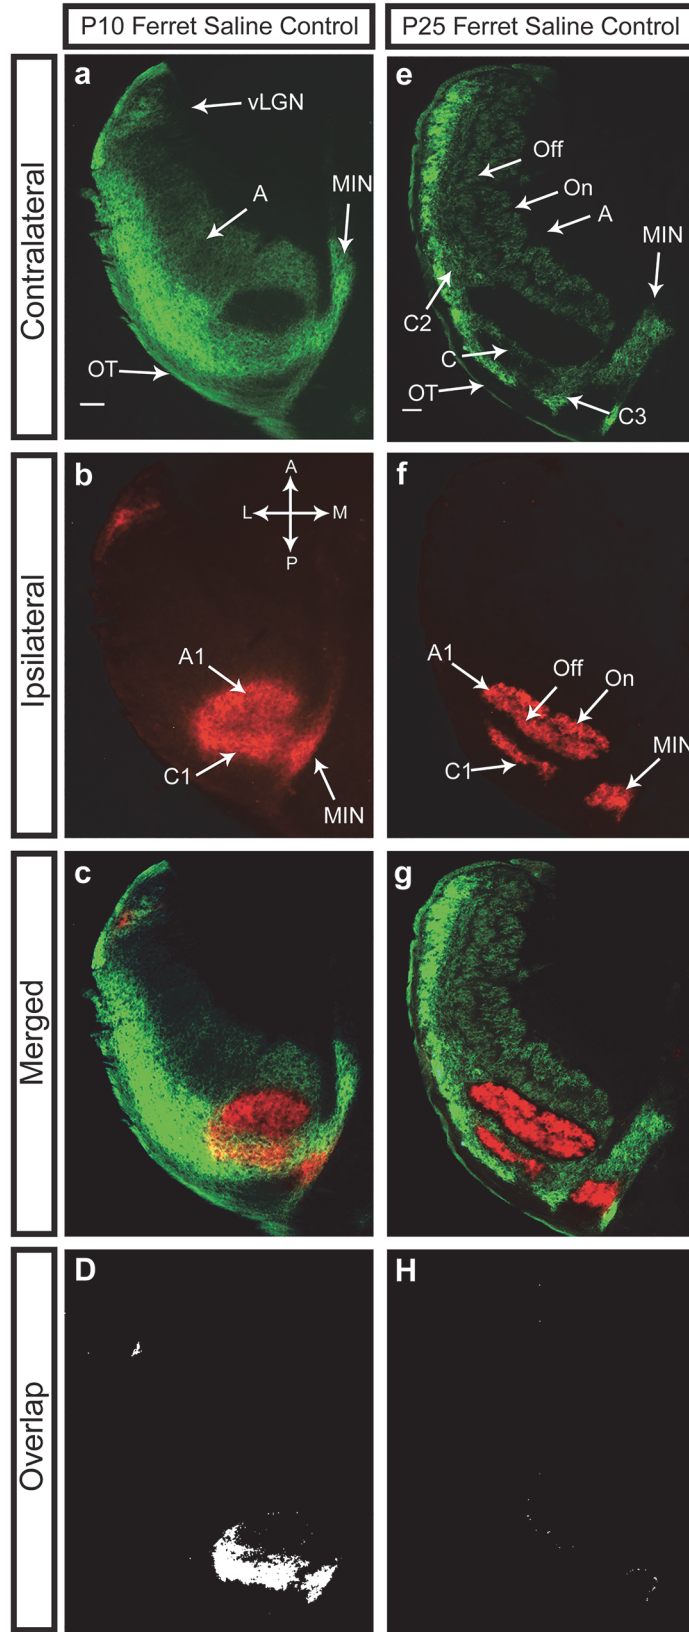 P10 Ferret Saline Control
P25 Ferret Saline Control
Contralateral
a
vLGN
A
MIN
OT
e
Off
On
A
MIN
C2
C
OT
C3
Ipsilateral
b
A
L
M
P
A1
C1
MIN
f
A1
Off
On
C1
MIN
Merged
c
g
Overlap
D
H